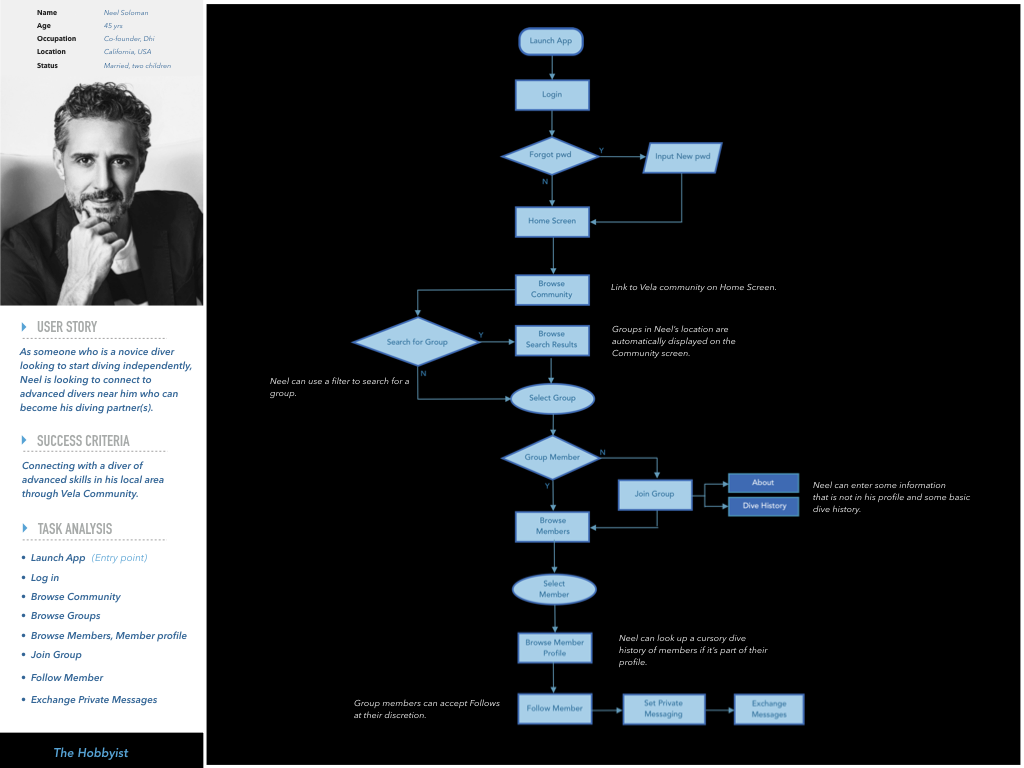 Name Neel Soloman
Age 45 yrs
Occupation Co-founder, Dhi
Location California, USA
Status Married, two children
USER STORY
As someone who is a novice diver
looking to start diving independently,
Neel is looking to connect to
advanced divers near him who can
become his diving partner(s).
SUCCESS CRITERIA
Connecting with a diver of
advanced skills in his local area
through Vela Community.
TASK ANALYSIS
• Launch App (Entry point)
• Log in
• Browse Community
• Browse Groups
• Browse Members, Member profile
• Join Group
• Follow Member
• Exchange Private Messages
The Hobbyist
Launch App
Login
Forgot pwd
Y
Input New pwd
N
Home Screen
Browse
Community
Link to Vela community on Home Screen.
Search for Group
Y
Browse
Search Results
Groups in Neel's location are
automatically displayed on the
Community screen.
N
Neel can use a filter to search for a
group.
Select Group
Group Member
N
Y
Join Group
About
Dive History
Neel can enter some information
that is not in his profile and some basic
dive history.
Browse
Members
Select
Member
Browse Member
Profile
Neel can look up a cursory dive
history of members if it's part of their
profile.
Group members can accept Follows
at their discretion.
Follow Member
Set Private
Messaging
Exchange
Messages